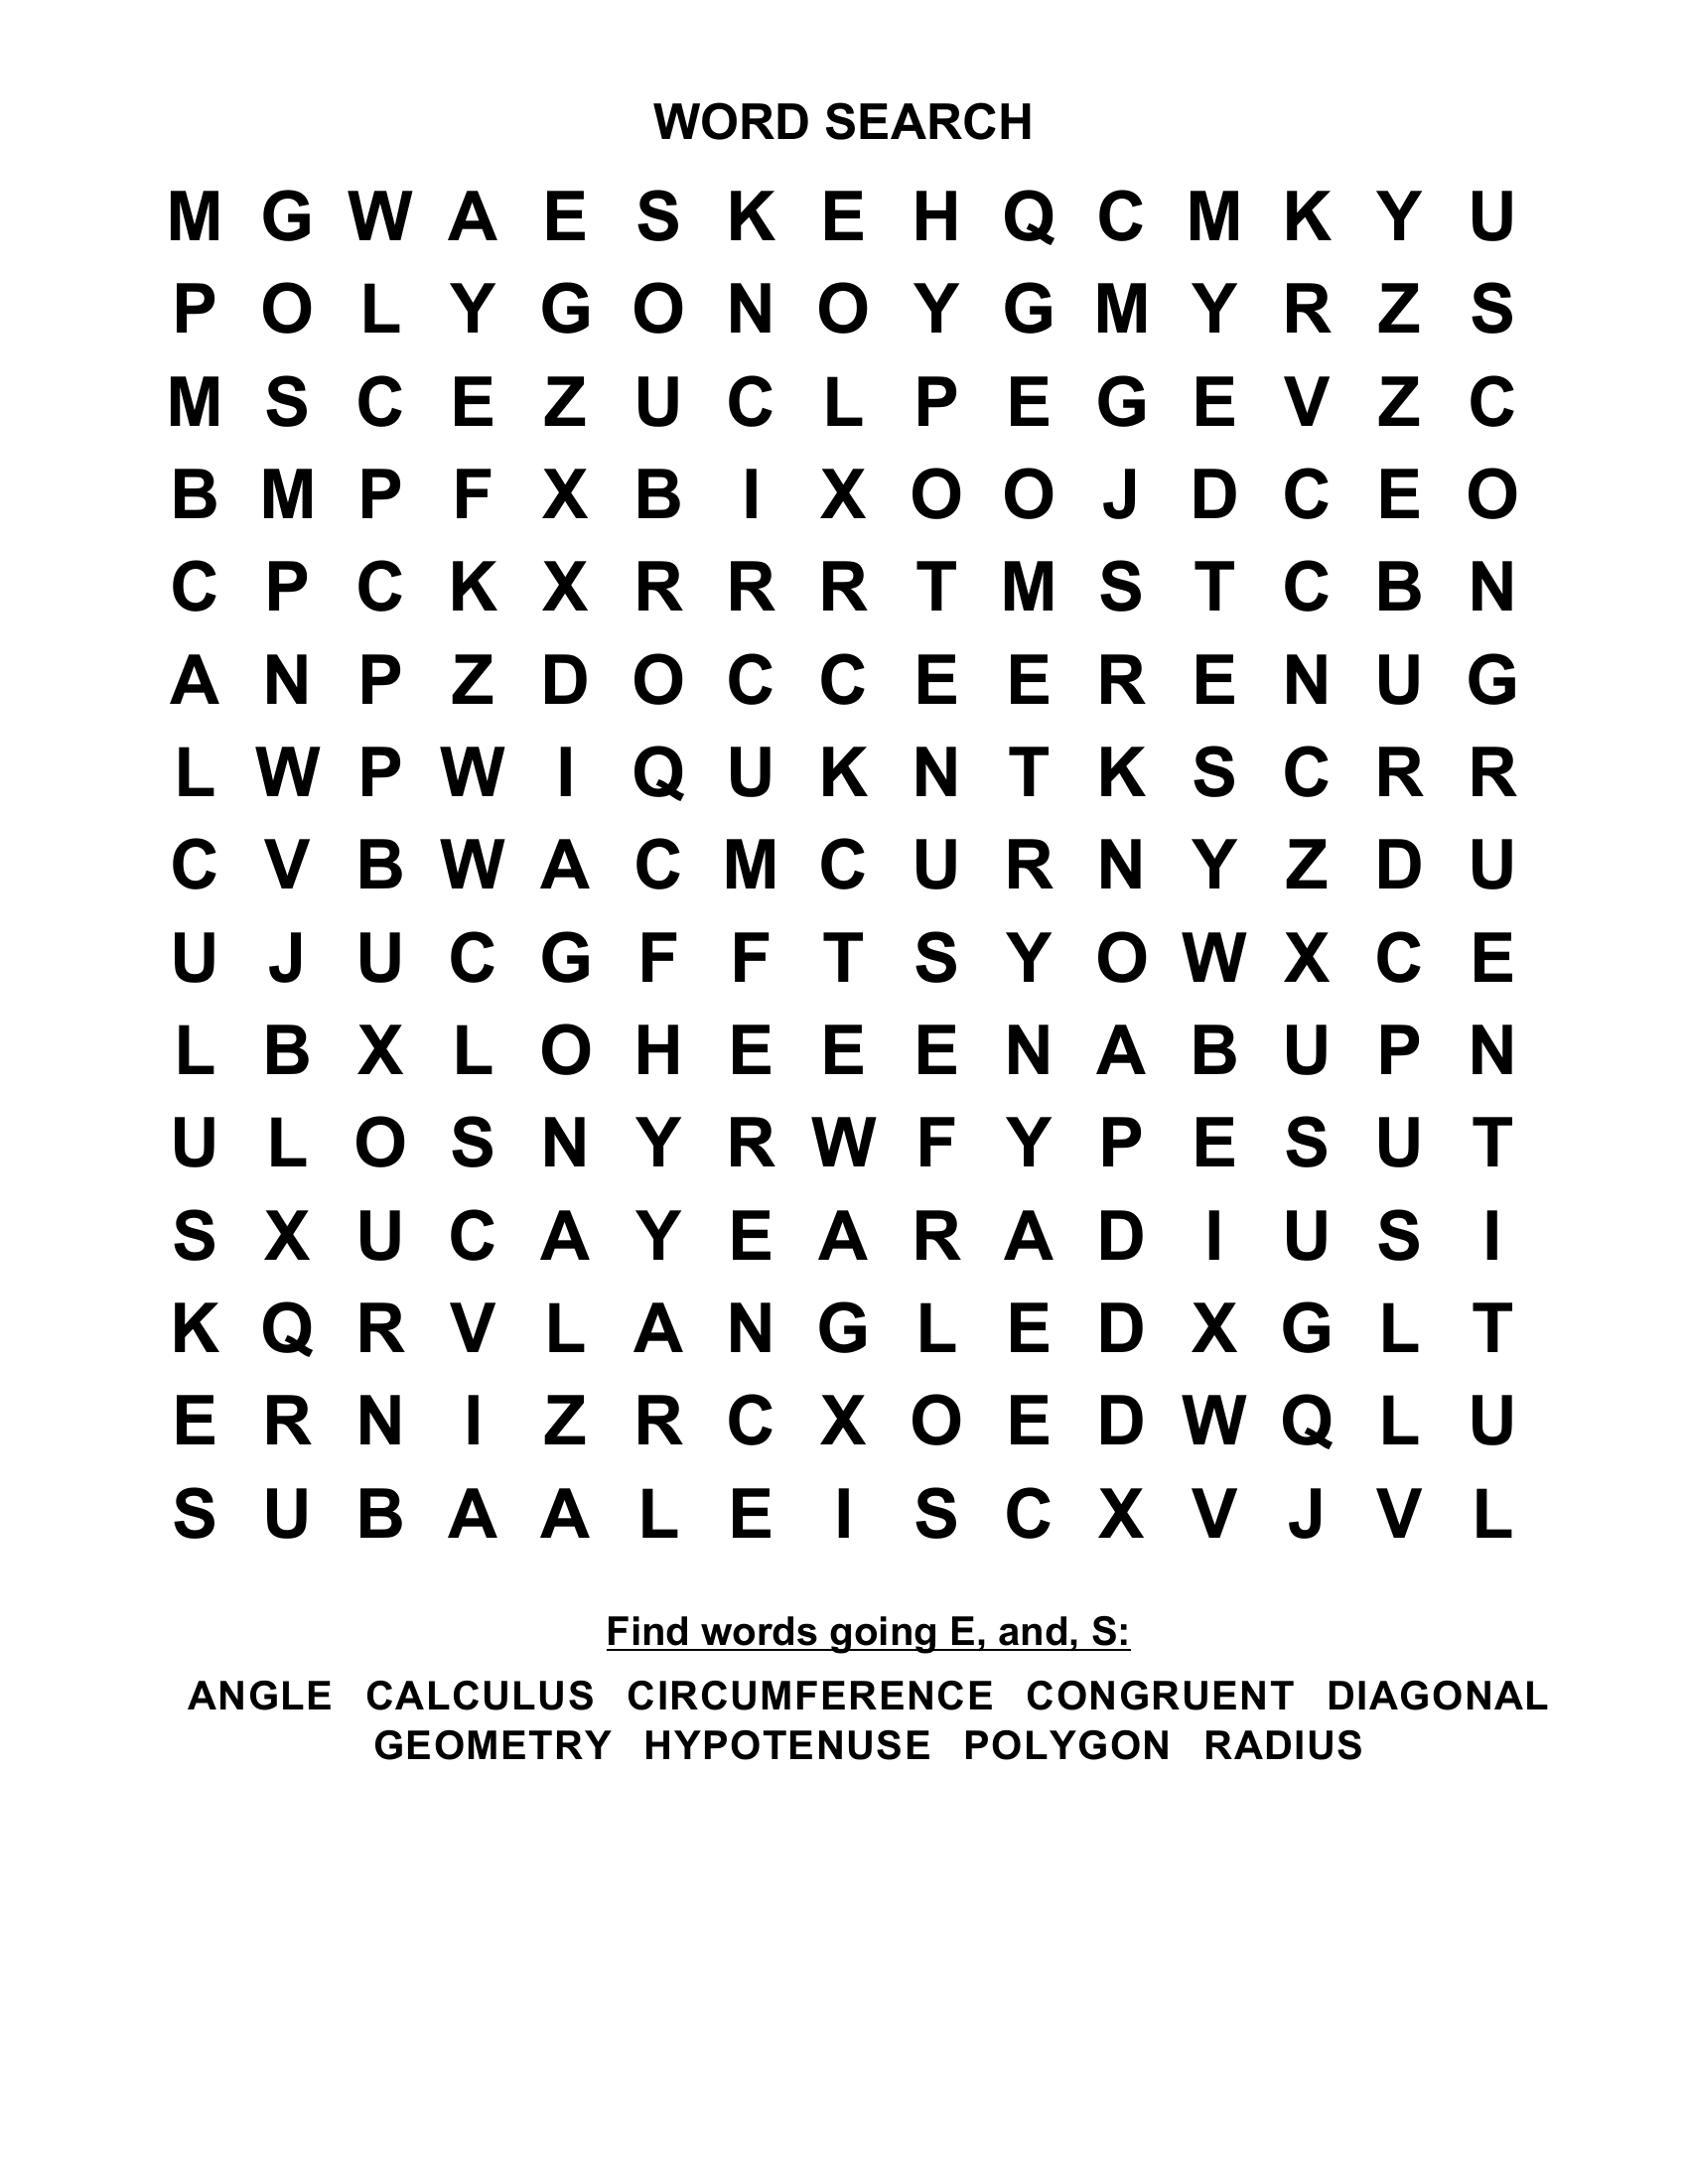 WORD SEARCH
M G W A E S K E H Q C M K Y U
P O L Y G O N O Y G M Y R Z S
M S C E Z U C L P E G E V Z C
B M P F X B I X O O J D C E O
C P C K X R R R T M S T C B N
A N P Z D O C C E E R E N U G
L W P W I Q U K N T K S C R R
C V B W A C M C U R N Y Z D U
U J U C G F F T S Y O W X C E
L B X L O H E E E N A B U P N
U L O S N Y R W F Y P E S U T
S X U C A Y E A R A D I U S I
K Q R V L A N G L E D X G L T
E R N I Z R C X O E D W Q L U
S U B A A L E I S C X V J V L
Find words going E, and, S:
ANGLE CALCULUS CIRCUMFERENCE CONGRUENT DIAGONAL
GEOMETRY HYPOTENUSE POLYGON RADIUS